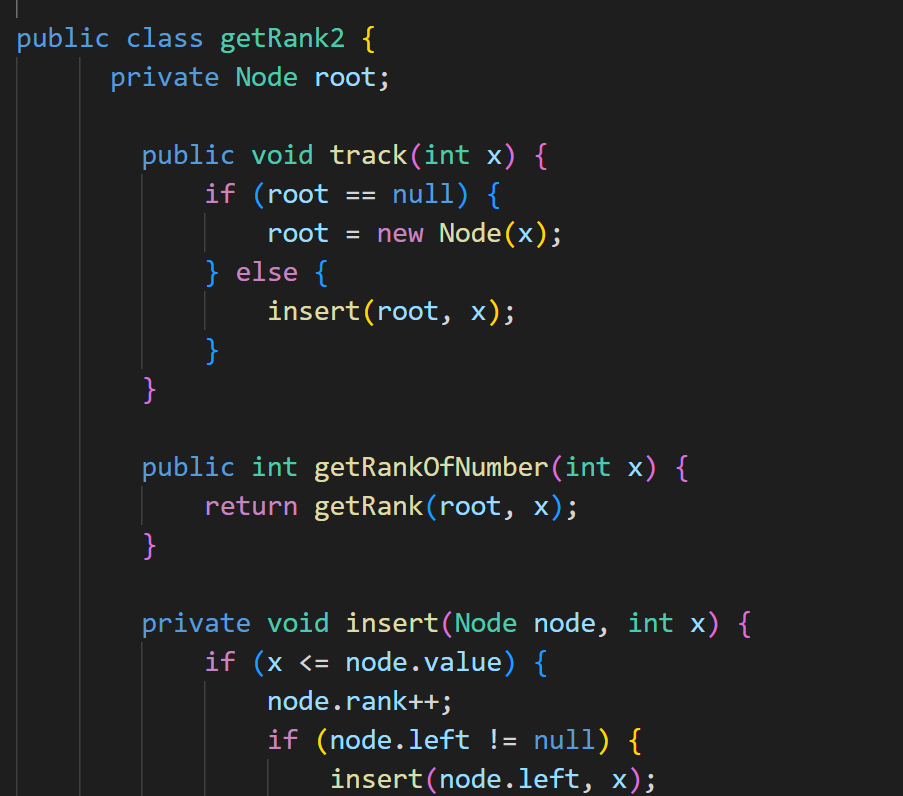 public class getRank2 {
private Node root;
public void track(int x) {
if (root == null) {
root = new Node(x);
} else {
insert(root, x);
}
}
public int getRankOfNumber(int x) {
return getRank(root, x);
}
private void insert(Node node, int x) {
if (x <= node.value) {
node.rank++;
if (node.left != null) {
insert(node.left, x);